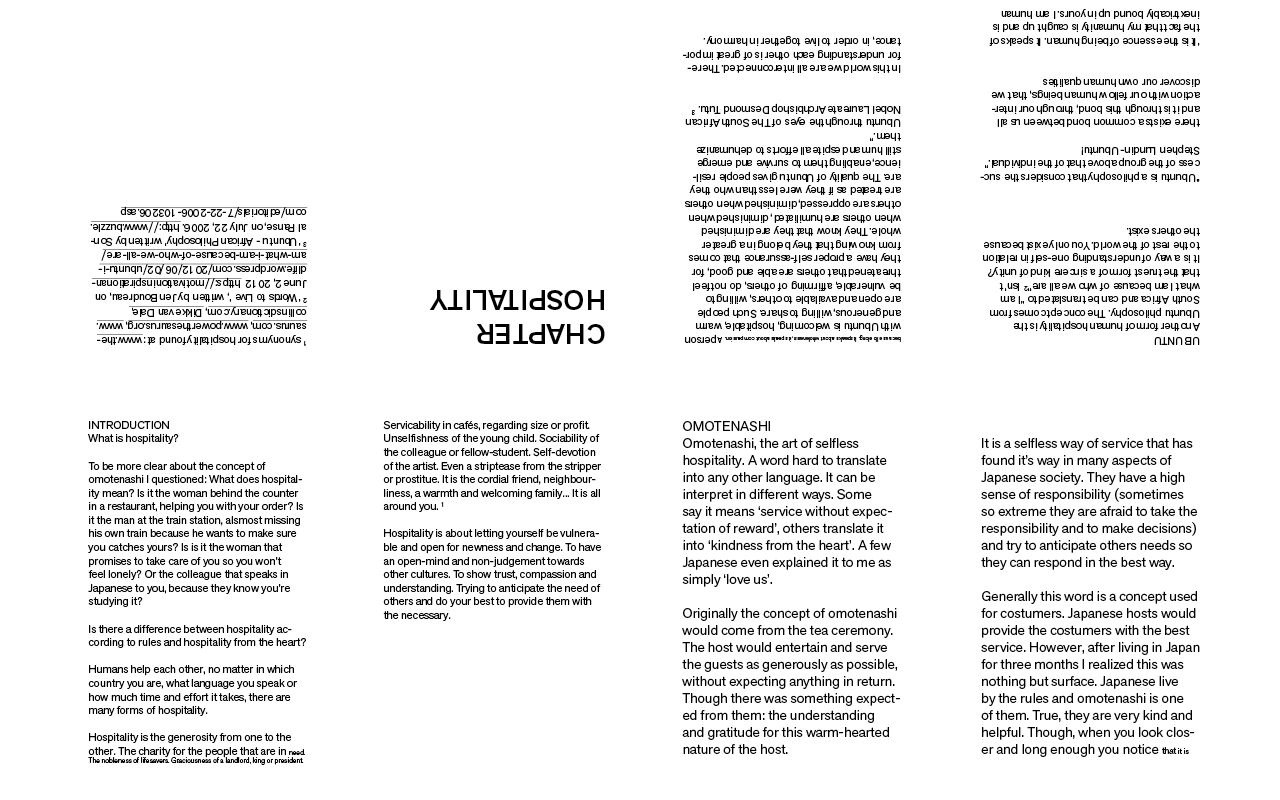 CHAPTER
HOSPITALITY
INTRODUCTION
What is hospitality?
To be more clear about the concept of
omotenashi I questioned: What does hospital-
ity mean? Is it the woman behind the counter
in a restaurant, helping you with your order? Is
it the man at the train station, alsmost missing
his own train because he wants to make sure
you catches yours? Is is it the woman that
promises to take care of you so you won't
feel lonely? Or the colleague that speaks in
Japanese to you, because they know you're
studying it?
Is there a difference between hospitality ac-
cording to rules and hospitality from the heart?
Humans help each other, no matter in which
country you are, what language you speak or
how much time and effort it takes, there are
many forms of hospitality.
Hospitality is the generosity from one to the
other. The charity for the people that are in need.
The nobleness of lifesavers. Graciousness of a landlord, king or president.
Servicability in cafés, regarding size or profit.
Unselfishness of the young child. Sociability of
the colleague or fellow-student. Self-devotion
of the artist. Even a striptease from the stripper
or prostitue. It is the cordial friend, neighbour-
liness, a warmth and welcoming family... It is all
around you. ¹
Hospitality is about letting yourself be vulnera-
ble and open for newness and change. To have
an open-mind and non-judgement towards
other cultures. To show trust, compassion and
understanding. Trying to anticipate the need of
others and do your best to provide them with
the necessary.
OMOTENASHI
Omotenashi, the art of selfless
hospitality. A word hard to translate
into any other language. It can be
interpret in different ways. Some
say it means ‘service without expec-
tation of reward’, others translate it
into ‘kindness from the heart’. A few
Japanese even explained it to me as
simply ‘love us’.
Originally the concept of omotenashi
would come from the tea ceremony.
The host would entertain and serve
the guests as generously as possible,
without expecting anything in return.
Though there was something expect-
ed from them: the understanding
and gratitude for this warm-hearted
nature of the host.
It is a selfless way of service that has
found it’s way in many aspects of
Japanese society. They have a high
sense of responsibility (sometimes
so extreme they are afraid to take the
responsibility and to make decisions)
and try to anticipate others needs so
they can respond in the best way.
Generally this word is a concept used
for costumers. Japanese hosts would
provide the costumers with the best
service. However, after living in Japan
for three months I realized this was
nothing but surface. Japanese live
by the rules and omotenashi is one
of them. True, they are very kind and
helpful. Though, when you look clos-
er and long enough you notice that it is
UBUNTU
Another form of human hospitality is the
Ubuntu philosophy. The concept comes from
South Africa and can be translated to “I am
what I am because of who we all are”² Isn’t
that the truest form of a sincere kind of unity?
It is a way of understanding one-self in relation
to the rest of the world. You only exist because
the others exist.
“Ubuntu is a philosophy that considers the suc-
cess of the group above that of the individual.”
Stephen Lundin- Ubuntu!
there exists a common bond between us all
and it is through this bond, through our inter-
action with our fellow human beings, that we
discover our own human qualities
‘It is the essence of being human. It speaks of
the fact that my humanity is caught up and is
inextricably bound up in yours. I am human
because is to belong. It speaks about wholeness, it speaks about compassion. A person
with Ubuntu is welcoming, hospitable, warm
and generous, willing to share. Such people
are open and available to others, willing to
be vulnerable, affirming of others, do not feel
threatened that others are able and good, for
they have a proper self-assurance that comes
from knowing that they belong in a greater
whole. They know that they are diminished
when others are humiliated, diminished when
others are oppressed, diminished when others
are treated as if they were less than who they
are. The quality of Ubuntu gives people resil-
ience, enabling them to survive and emerge
still human despite all efforts to dehumanize
them.”
Ubuntu through the eyes of The South African
Nobel Laureate Archbishop Desmond Tutu. ³
In this world we are all interconnected. There-
for understanding each other is of great impor-
tance, in order to live together in harmony.
¹ synonyms for hospitality found at: www.the-
saurus.com, www.powerthesaurus.org, www.
collinsdictionary.com, Dikke van Dale,
² ‘Words to Live ’, written by Jen Boudreau, on
June 2, 2012 https://motivationinspirationan-
dlife.wordpress.com/2012/06/02/ubuntu-i-
am-what-i-am-because-of-who-we-all-are/
³ ‘Ubuntu - African Philosophy’ written by Son-
al Panse, on July 22, 2006. http://www.buzzle.
com/editorials/7-22-2006-103206.asp